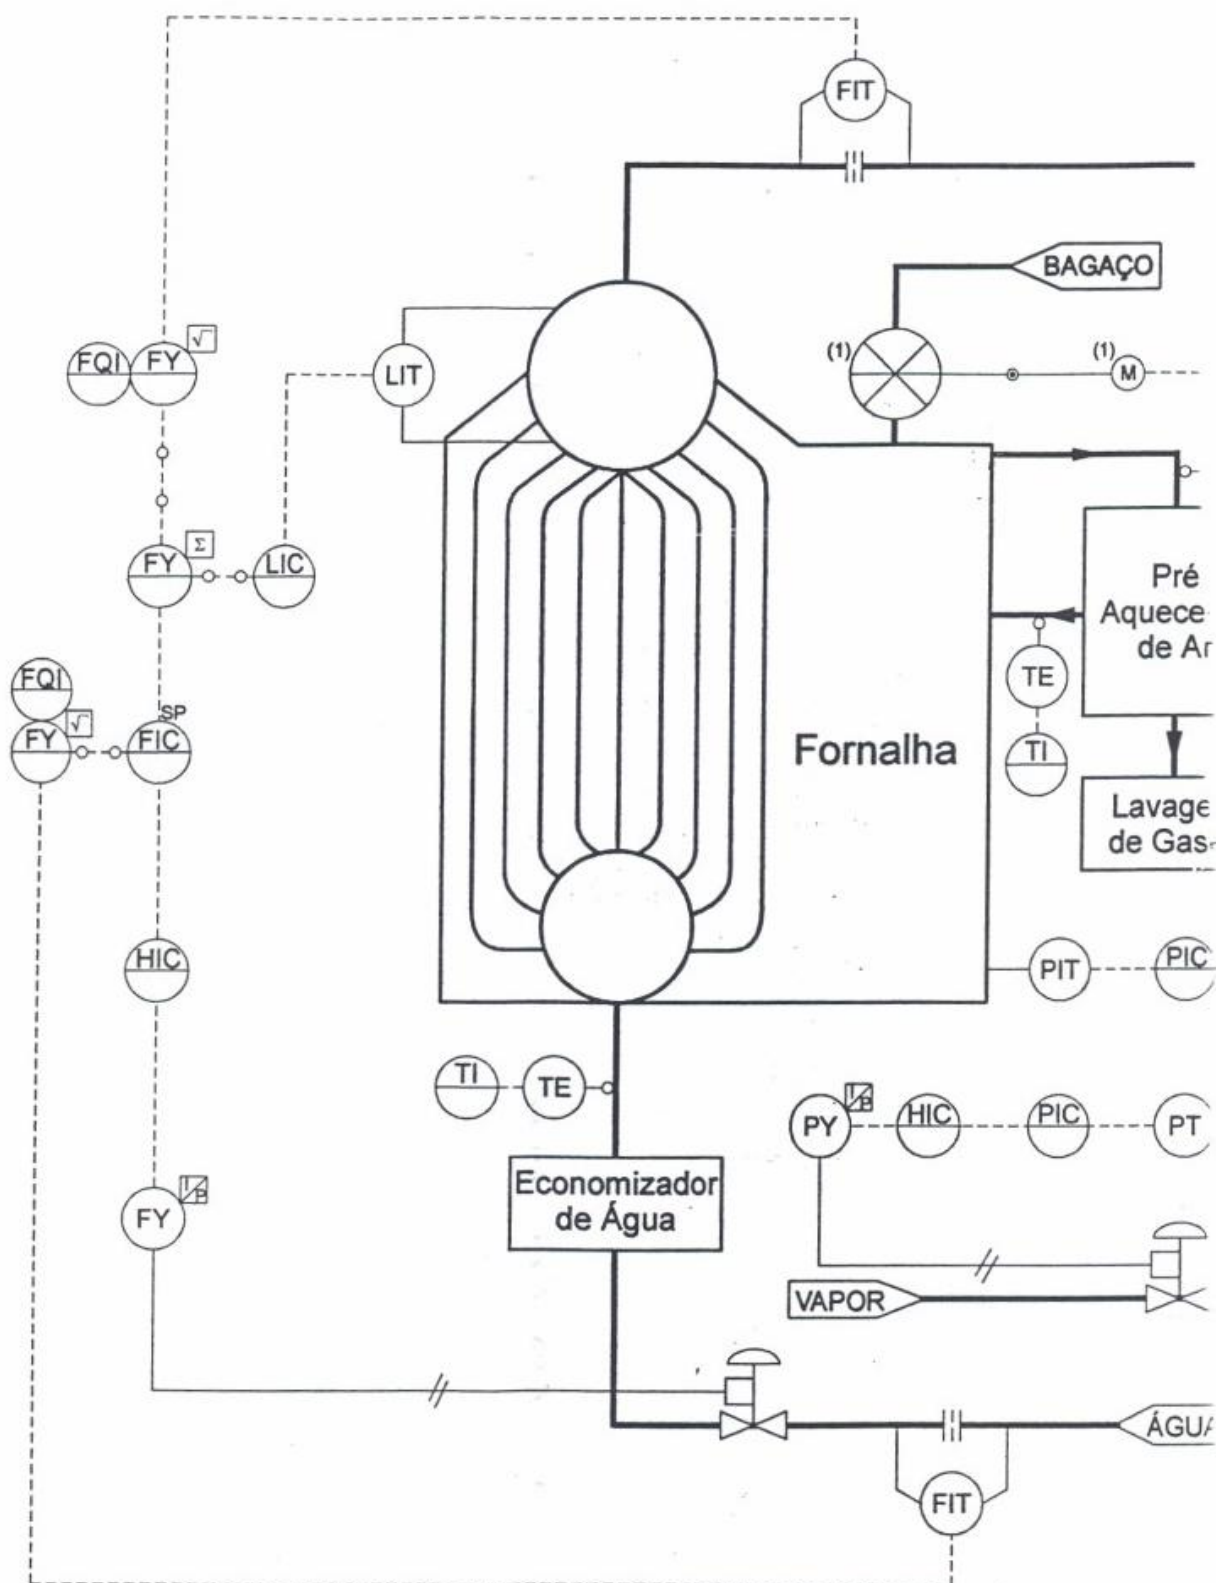 FIT
BAGAÇO
FQI
FY
√
LIT
(1)
(1)
M
FY
Σ
LIC
Pré
Aquece
de Ar
TE
FQI
FY
√
SP
FIC
Fornalha
TI
Lavage
de Gas
HIC
PIT
PIC
TI
TE
PY
I/P
HIC
PIC
PT
Economizador
de Água
FY
I/P
VAPOR
ÁGUA
FIT